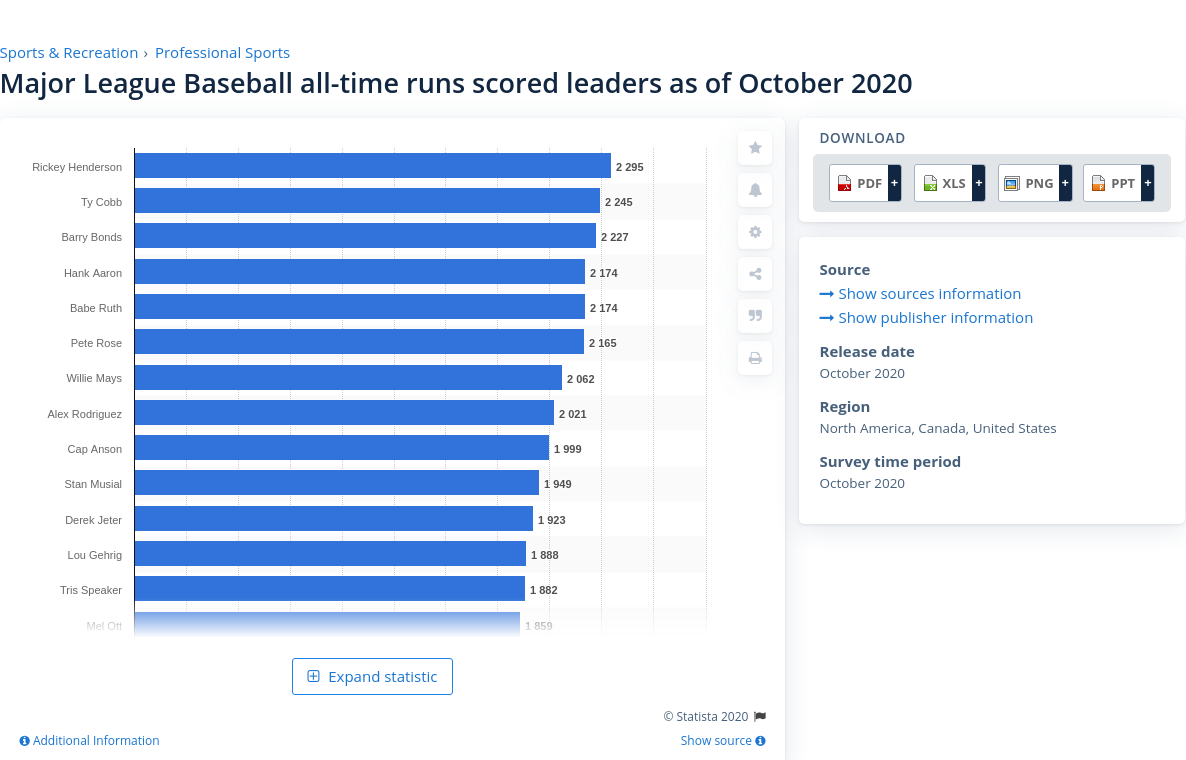 Sports & Recreation › Professional Sports
Major League Baseball all-time runs scored leaders as of October 2020
Rickey Henderson 2 295
Ty Cobb 2 245
Barry Bonds 2 227
Hank Aaron 2 174
Babe Ruth 2 174
Pete Rose 2 165
Willie Mays 2 062
Alex Rodriguez 2 021
Cap Anson 1 999
Stan Musial 1 949
Derek Jeter 1 923
Lou Gehrig 1 888
Tris Speaker 1 882
Mel Ott 1 859
Expand statistic
© Statista 2020
Additional Information
Show source
DOWNLOAD
PDF + XLS + PNG + PPT +
Source
Show sources information
Show publisher information
Release date
October 2020
Region
North America, Canada, United States
Survey time period
October 2020